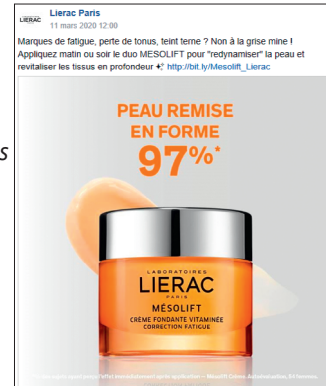 LIERAC
Lierac Paris
11 mars 2020 12:00
Marques de fatigue, perte de tonus, teint terne ? Non à la grise mine !
Appliquez matin ou soir le duo MESOLIFT pour "redynamiser" la peau et
revitaliser les tissus en profondeur ✨ http://bit.ly/Mesolift_Lierac
s
PEAU REMISE
EN FORME
97%*
LABORATOIRES
LIERAC
PARIS
MÉSOLIFT
CRÈME FONDANTE VITAMINÉE
CORRECTION FATIGUE